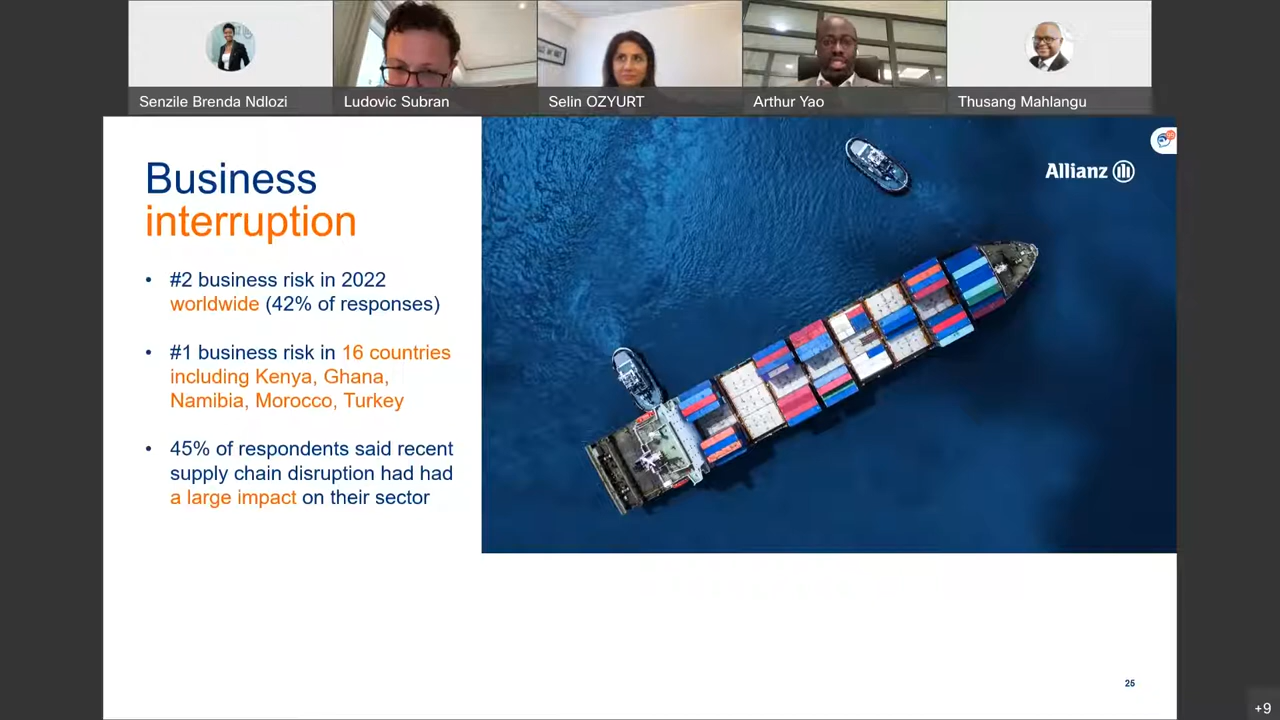 Senzile Brenda Ndlozi
Ludovic Subran
Selin OZYURT
Arthur Yao
Thusang Mahlangu
Business
interruption
Allianz
• #2 business risk in 2022
worldwide (42% of responses)
• #1 business risk in 16 countries
including Kenya, Ghana,
Namibia, Morocco, Turkey
• 45% of respondents said recent
supply chain disruption had had
a large impact on their sector
25
+9